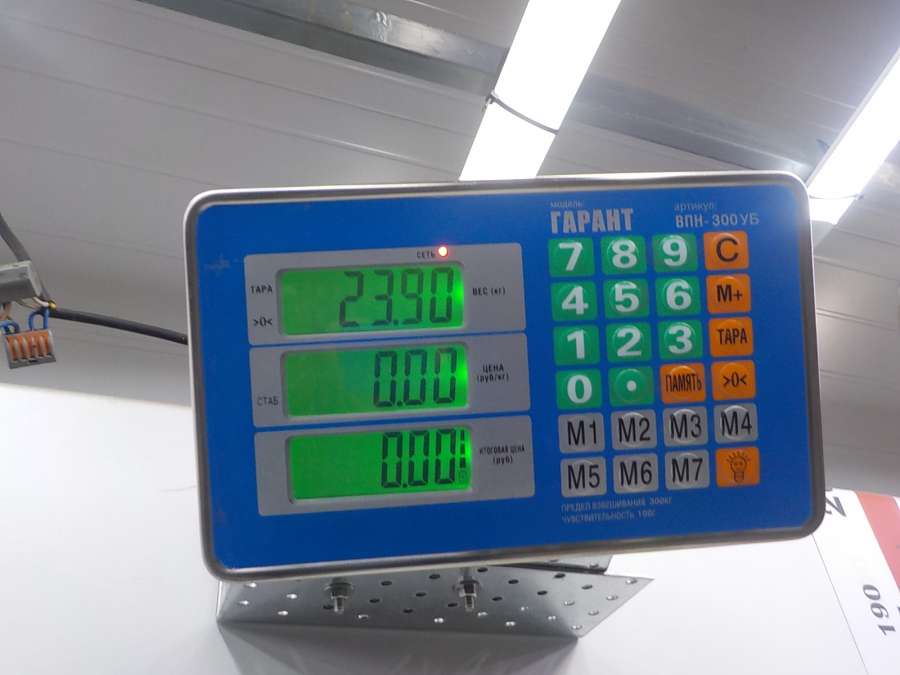 модель: артикул:
ГАРАНТ ВПН-300УБ
СЕТЬ
ТАРА 23.90 ВЕС (кг)
>0<
0.00 ЦЕНА
(руб/кг)
СТАБ
0.00 ИТОГОВАЯ ЦЕНА
(руб)
7 8 9 C
4 5 6 M+
1 2 3 ТАРА
0 . ПАМЯТЬ >0<
M1 M2 M3 M4
M5 M6 M7
ПРЕДЕЛ ВЗВЕШИВАНИЯ 300КГ
ЧУВСТВИТЕЛЬНОСТЬ 100Г
190